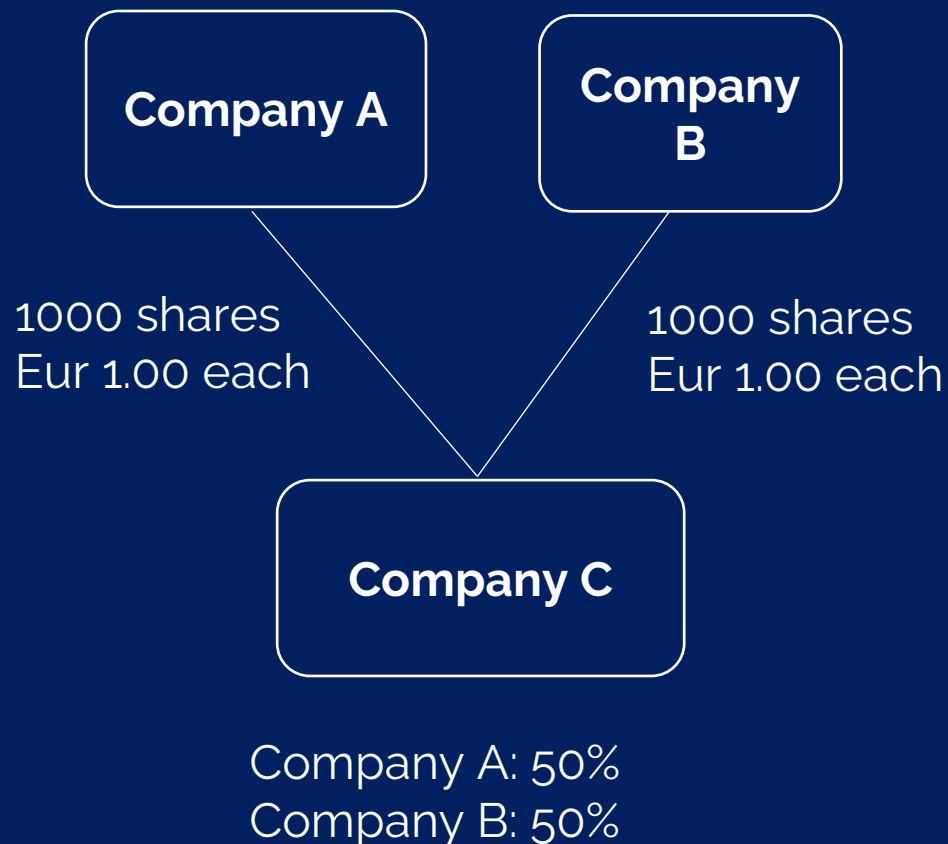 Company A
Company
B
1000 shares
Eur 1.00 each
1000 shares
Eur 1.00 each
Company C
Company A: 50%
Company B: 50%